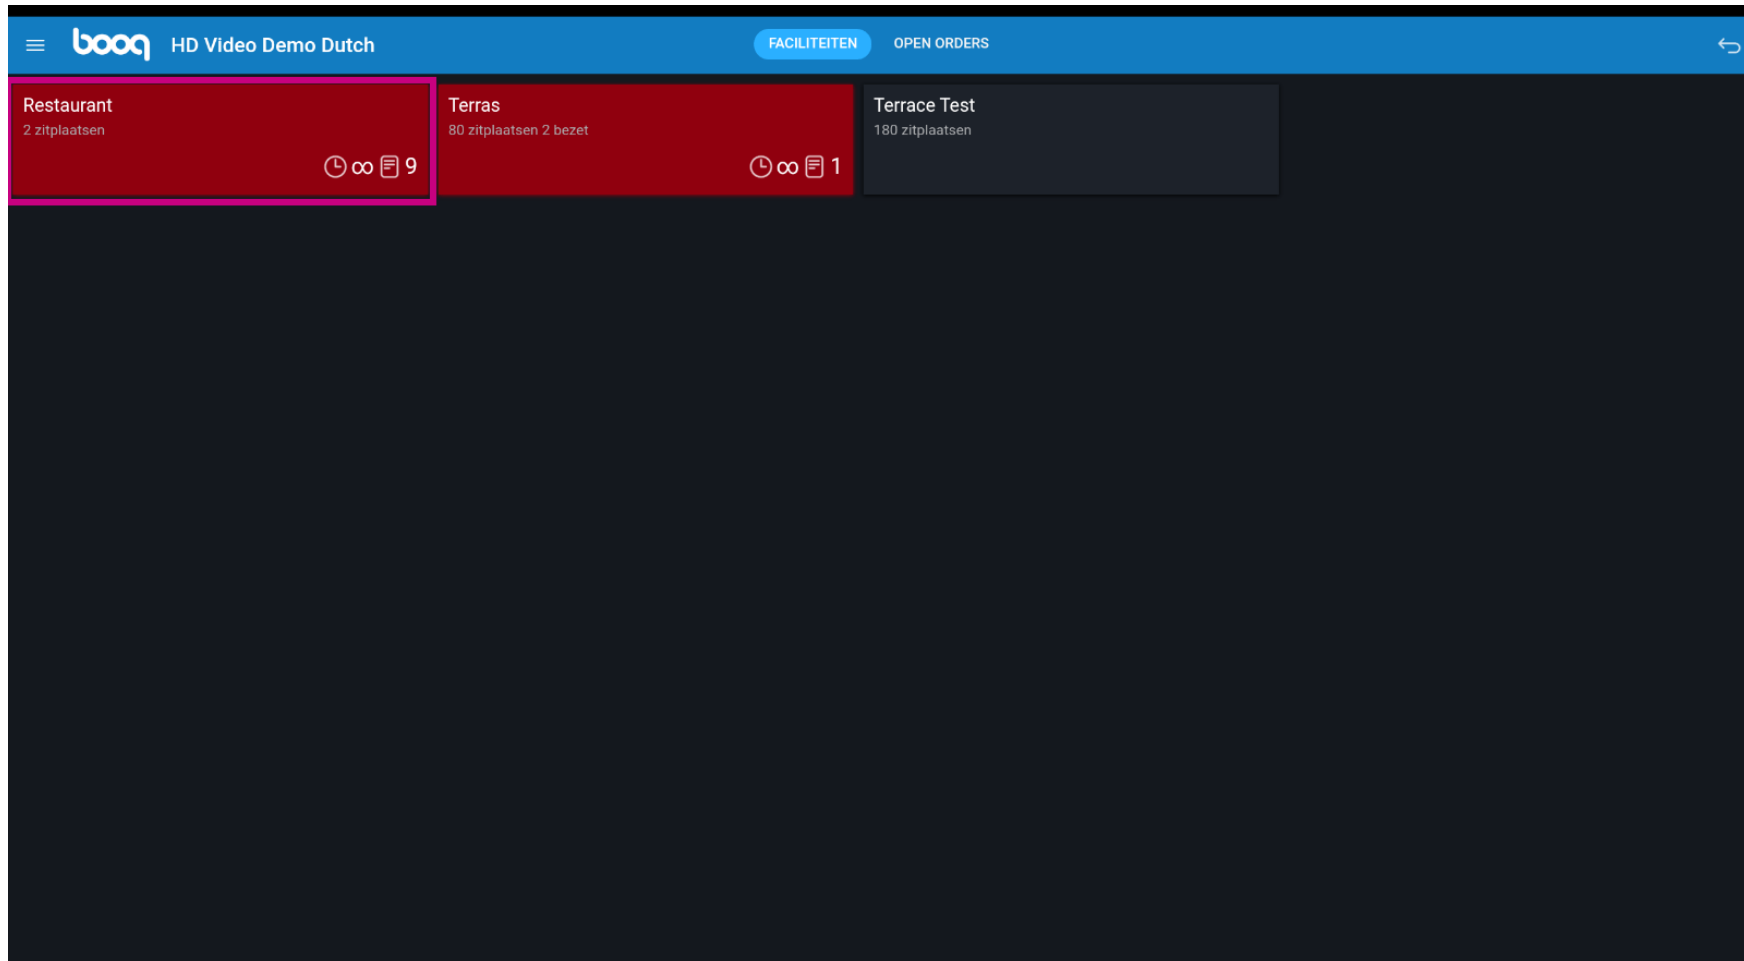 booq HD Video Demo Dutch FACILITEITEN OPEN ORDERS
Restaurant
2 zitplaatsen
∞ 9
Terras
80 zitplaatsen 2 bezet
∞ 1
Terrace Test
180 zitplaatsen